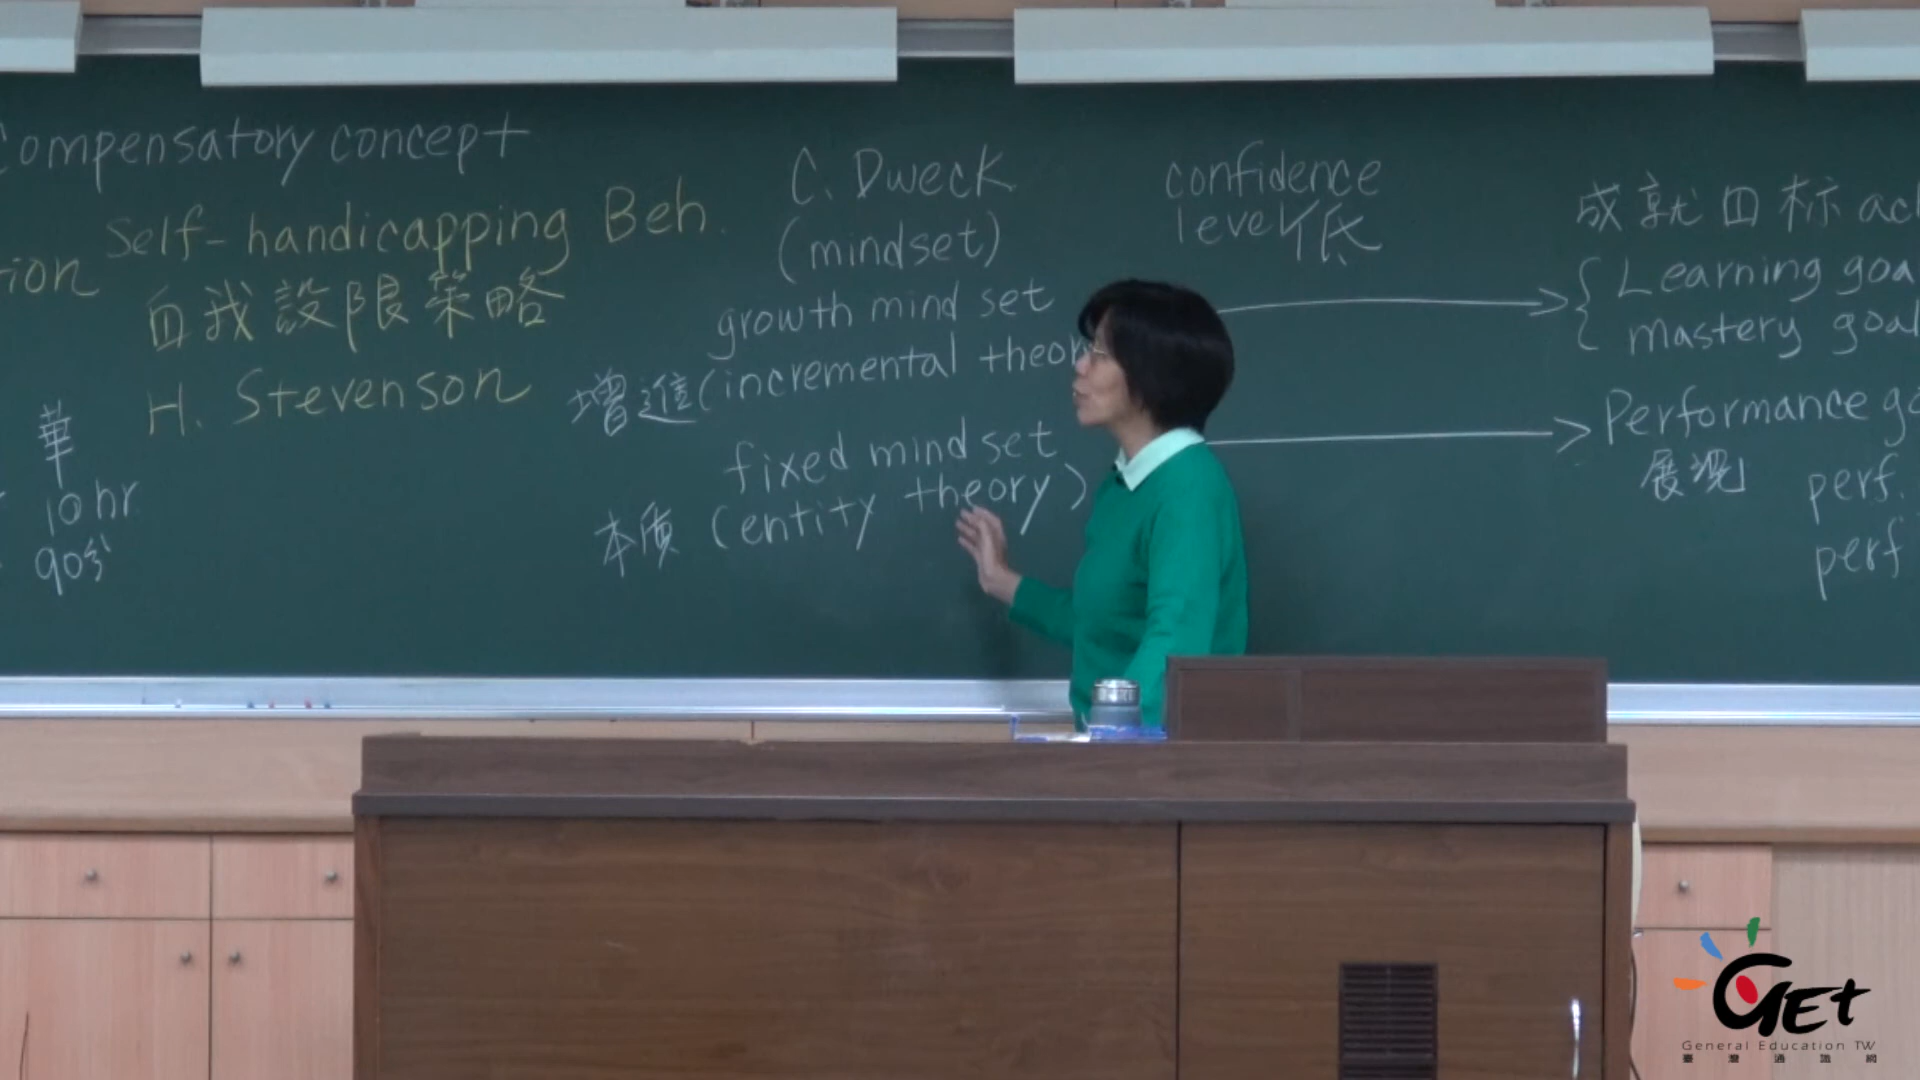 Compensatory concept
Self-handicapping Beh.
ion
自我設限策略
H. Stevenson
華
10hr
90分
C. Dweck
(mindset)
growth mind set
增進(incremental theor
fixed mind set
本质 (entity theory)
confidence
level低
成就目标 ach
Learning goa
mastery goal
Performance go
展現
perf.
perf
GET
General Education TW
臺灣通識網